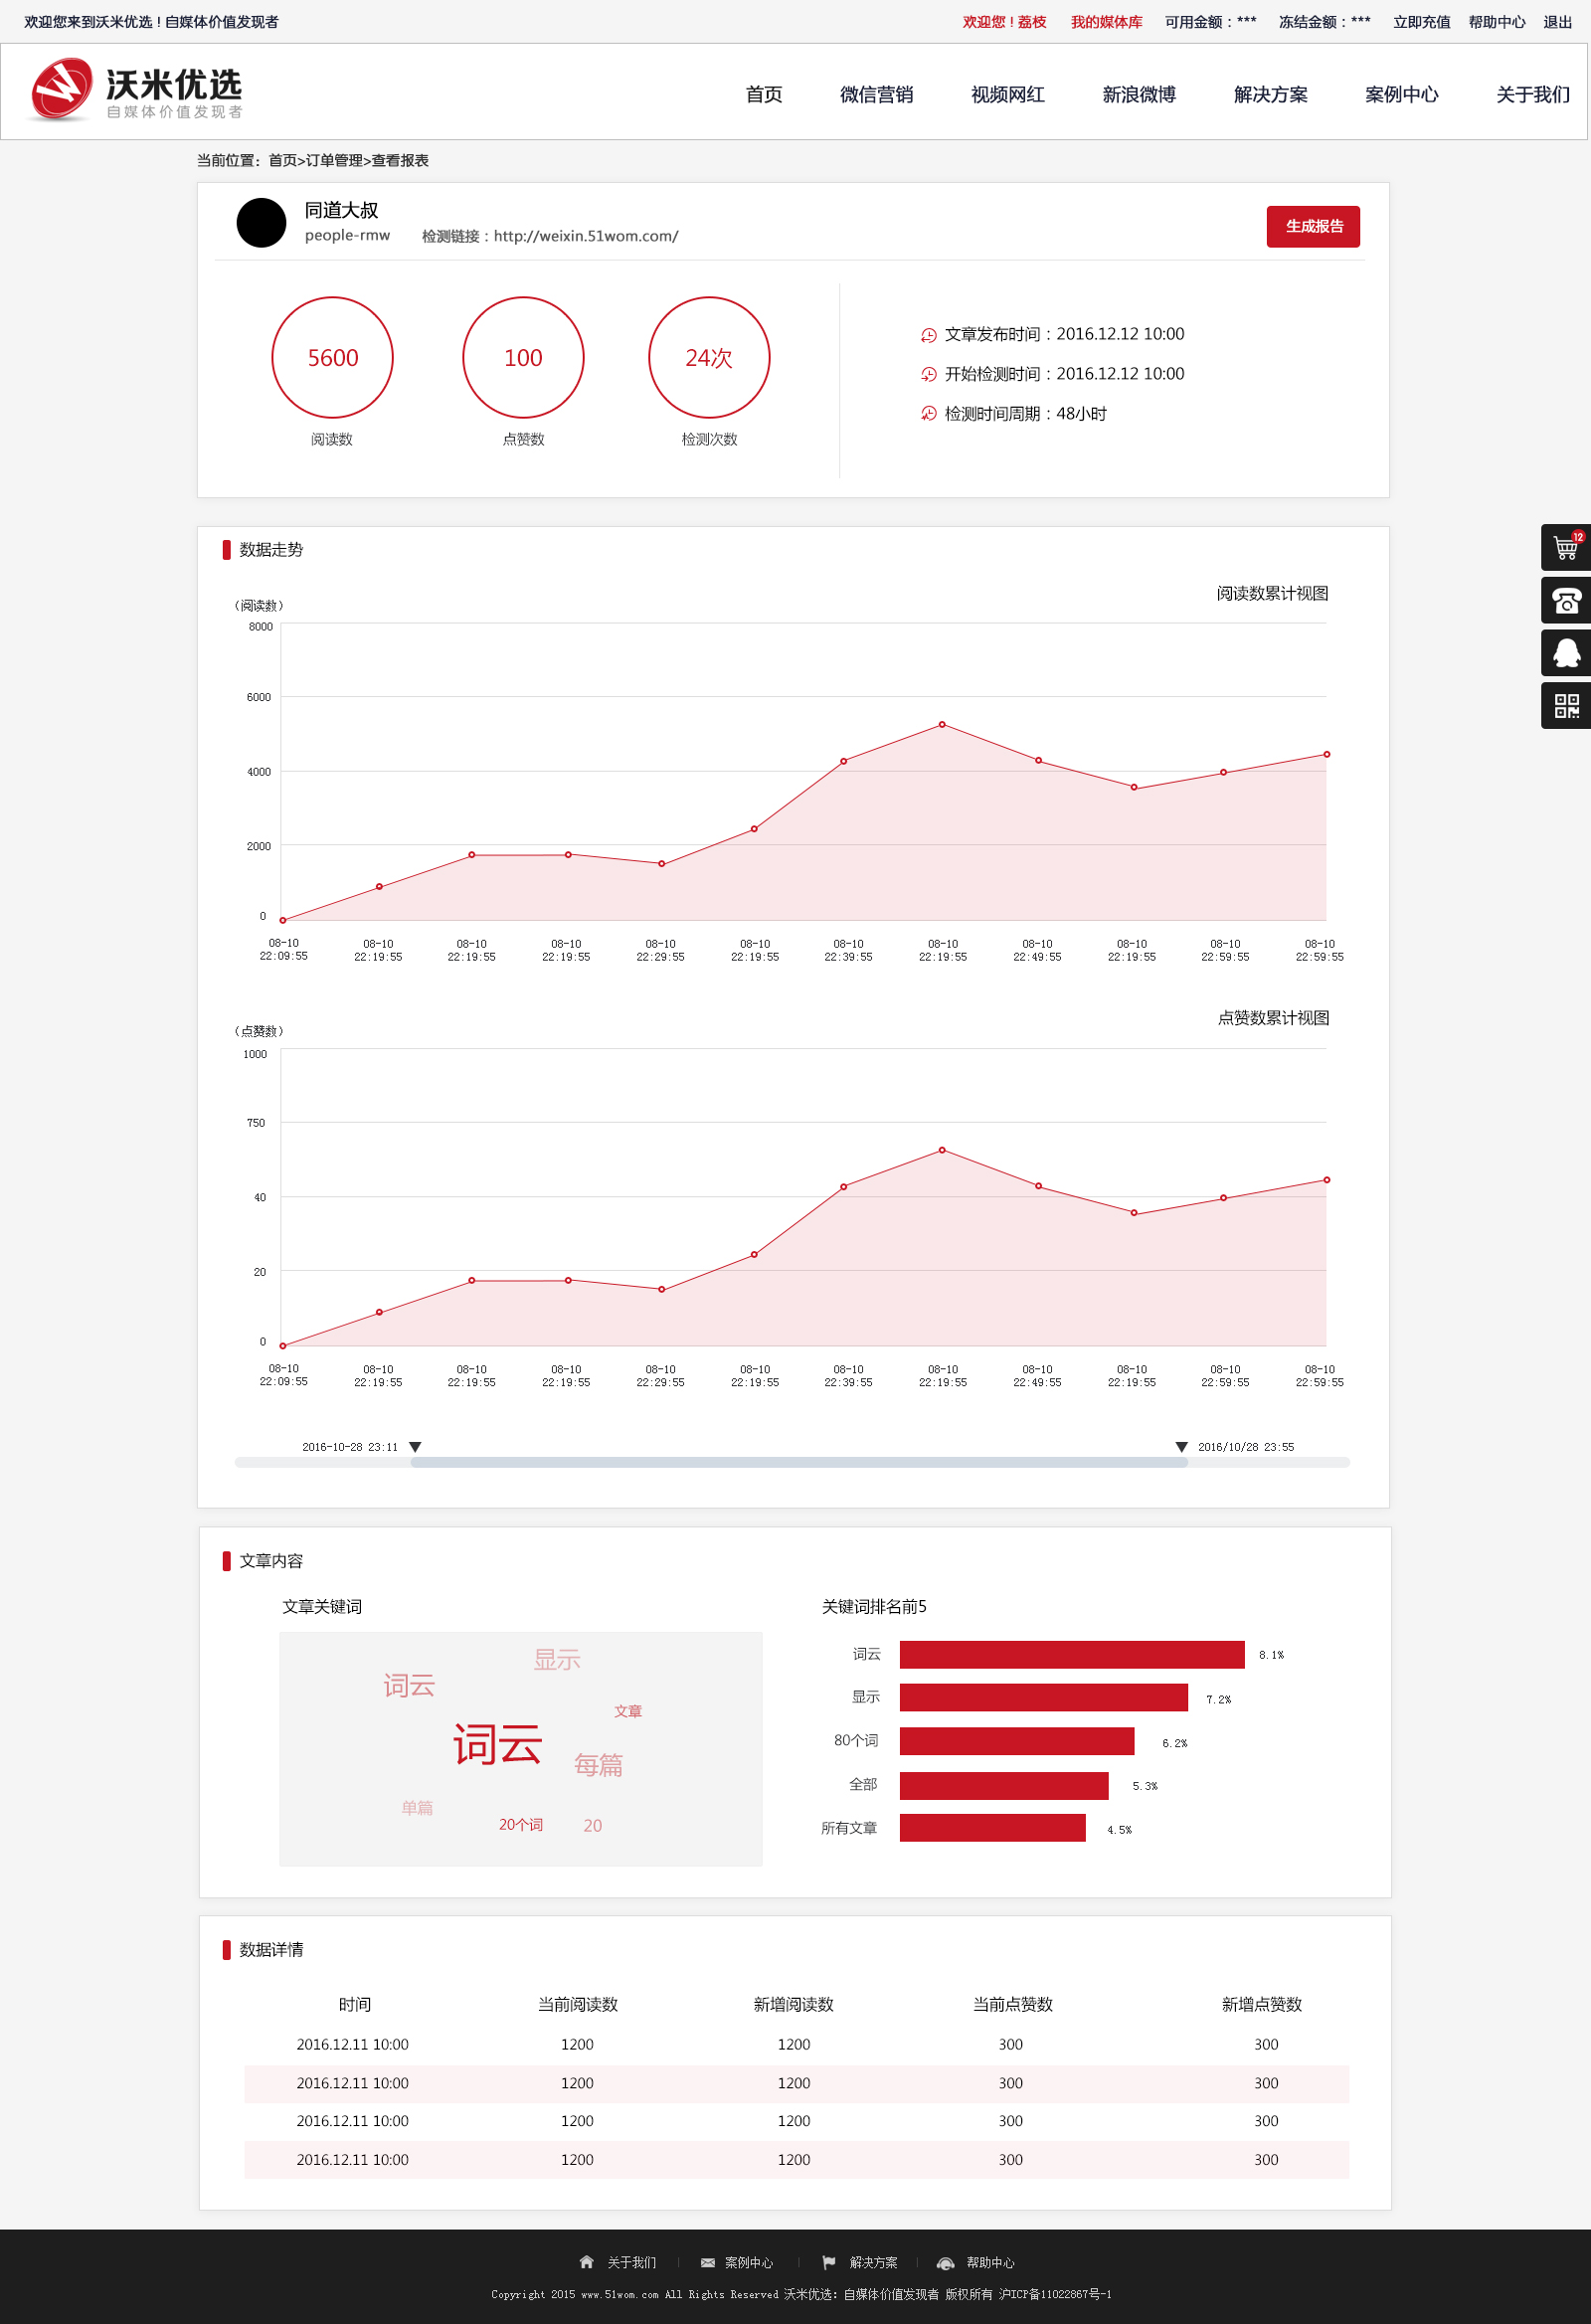 欢迎您来到沃米优选！自媒体价值发现者 欢迎您！荔枝 我的媒体库 可用金额：*** 冻结金额：*** 立即充值 帮助中心 退出
沃米优选
自媒体价值发现者
首页 微信营销 视频网红 新浪微博 解决方案 案例中心 关于我们
当前位置：首页>订单管理>查看报表
同道大叔
people-rmw 检测链接：http://weixin.51wom.com/
生成报告
5600 100 24次
阅读数 点赞数 检测次数
文章发布时间：2016.12.12 10:00
开始检测时间：2016.12.12 10:00
检测时间周期：48小时
12
数据走势
阅读数累计视图
（阅读数）
8000
6000
4000
2000
0
08-10 08-10 08-10 08-10 08-10 08-10 08-10 08-10 08-10 08-10 08-10 08-10
22:09:55 22:19:55 22:19:55 22:19:55 22:29:55 22:19:55 22:39:55 22:19:55 22:49:55 22:19:55 22:59:55 22:59:55
点赞数累计视图
（点赞数）
1000
750
40
20
0
08-10 08-10 08-10 08-10 08-10 08-10 08-10 08-10 08-10 08-10 08-10 08-10
22:09:55 22:19:55 22:19:55 22:19:55 22:29:55 22:19:55 22:39:55 22:19:55 22:49:55 22:19:55 22:59:55 22:59:55
2016-10-28 23:11 2016/10/28 23:55
文章内容
文章关键词
显示
词云
文章
词云
每篇
单篇
20个词 20
关键词排名前5
词云 8.1%
显示 7.2%
80个词 6.2%
全部 5.3%
所有文章 4.5%
数据详情
时间 当前阅读数 新增阅读数 当前点赞数 新增点赞数
2016.12.11 10:00 1200 1200 300 300
2016.12.11 10:00 1200 1200 300 300
2016.12.11 10:00 1200 1200 300 300
2016.12.11 10:00 1200 1200 300 300
关于我们 | 案例中心 | 解决方案 | 帮助中心
Copyright 2015 www.51wom.com All Rights Reserved 沃米优选：自媒体价值发现者 版权所有 沪ICP备11022867号-1